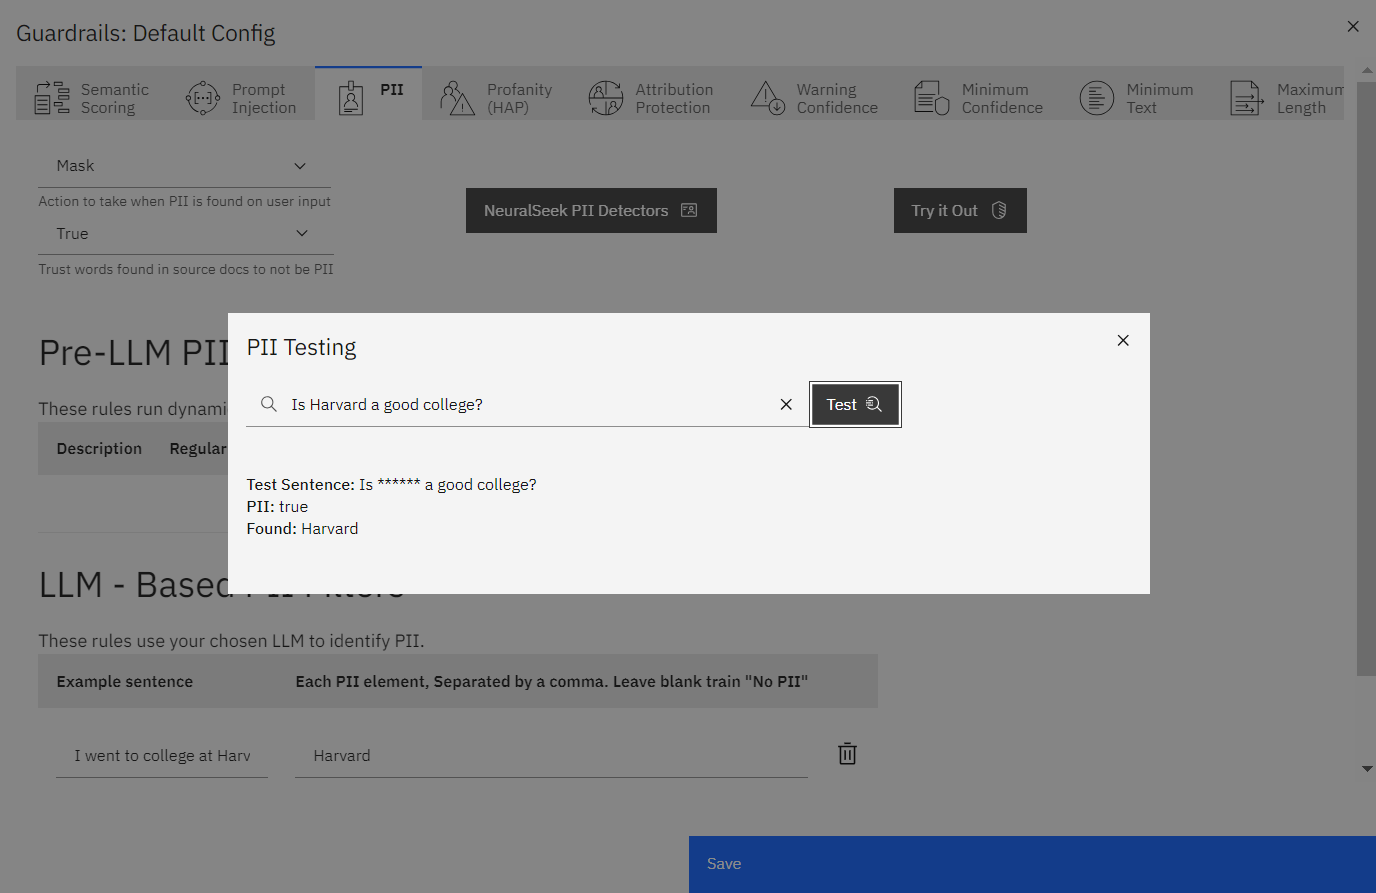 Guardrails: Default Config
Semantic Scoring
Prompt Injection
PII
Profanity (HAP)
Attribution Protection
Warning Confidence
Minimum Confidence
Minimum Text
Maximum Length
Mask
Action to take when PII is found on user input
True
Trust words found in source docs to not be PII
NeuralSeek PII Detectors
Try it Out
Pre-LLM PII
These rules run dynami
Description Regular
PII Testing
Is Harvard a good college?
Test
Test Sentence: Is ****** a good college?
PII: true
Found: Harvard
LLM - Based PII Filters
These rules use your chosen LLM to identify PII.
Example sentence Each PII element, Separated by a comma. Leave blank train "No PII"
I went to college at Harv Harvard
Save